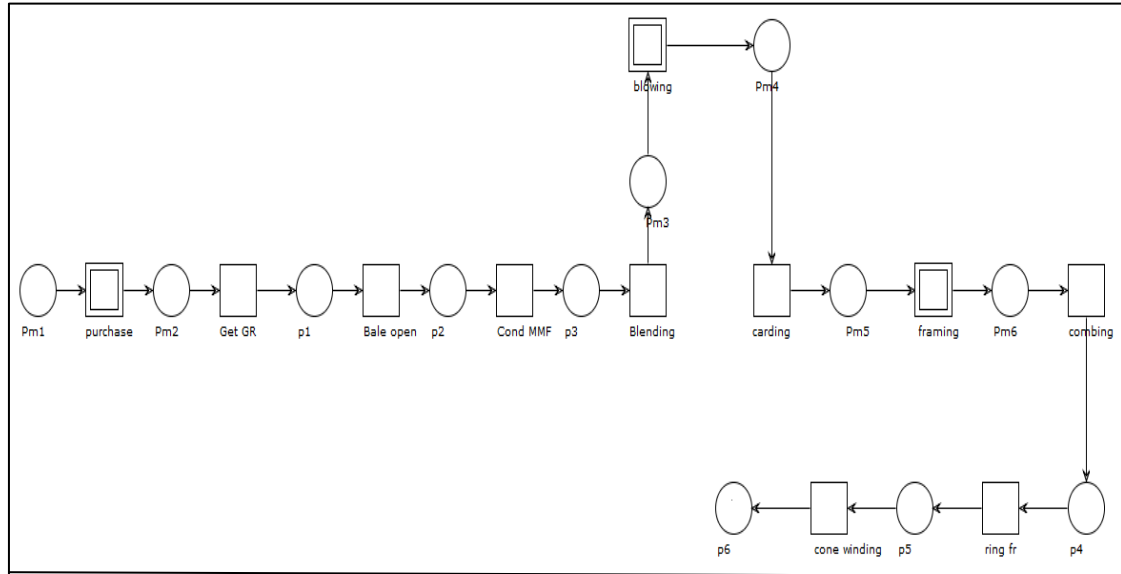 blowing
Pm4
Pm3
Pm1
purchase
Pm2
Get GR
p1
Bale open
p2
Cond MMF
p3
Blending
carding
Pm5
framing
Pm6
combing
p6
cone winding
p5
ring fr
p4